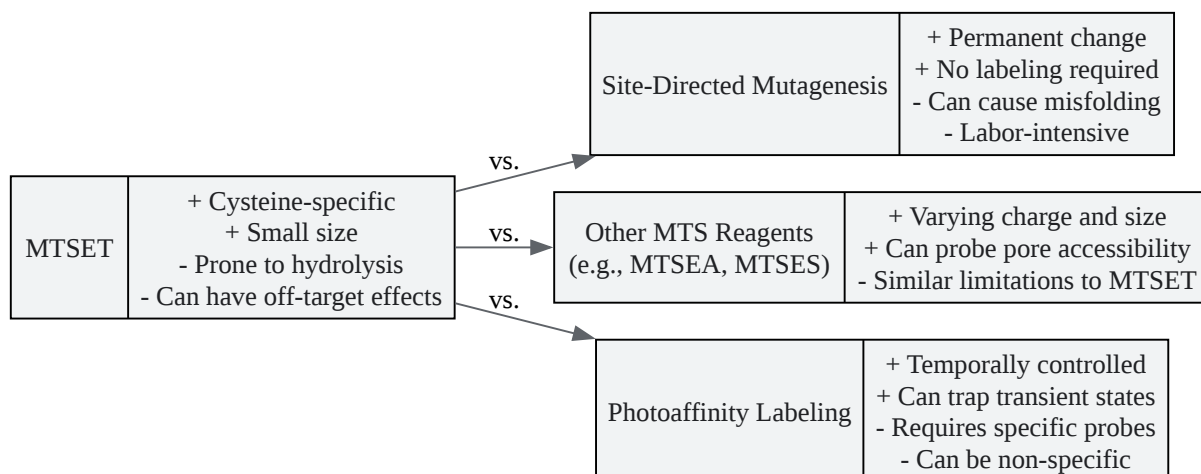 MTSET
+ Cysteine-specific
+ Small size
- Prone to hydrolysis
- Can have off-target effects
vs.
vs.
vs.
Site-Directed Mutagenesis
+ Permanent change
+ No labeling required
- Can cause misfolding
- Labor-intensive
Other MTS Reagents
(e.g., MTSEA, MTSES)
+ Varying charge and size
+ Can probe pore accessibility
- Similar limitations to MTSET
Photoaffinity Labeling
+ Temporally controlled
+ Can trap transient states
- Requires specific probes
- Can be non-specific